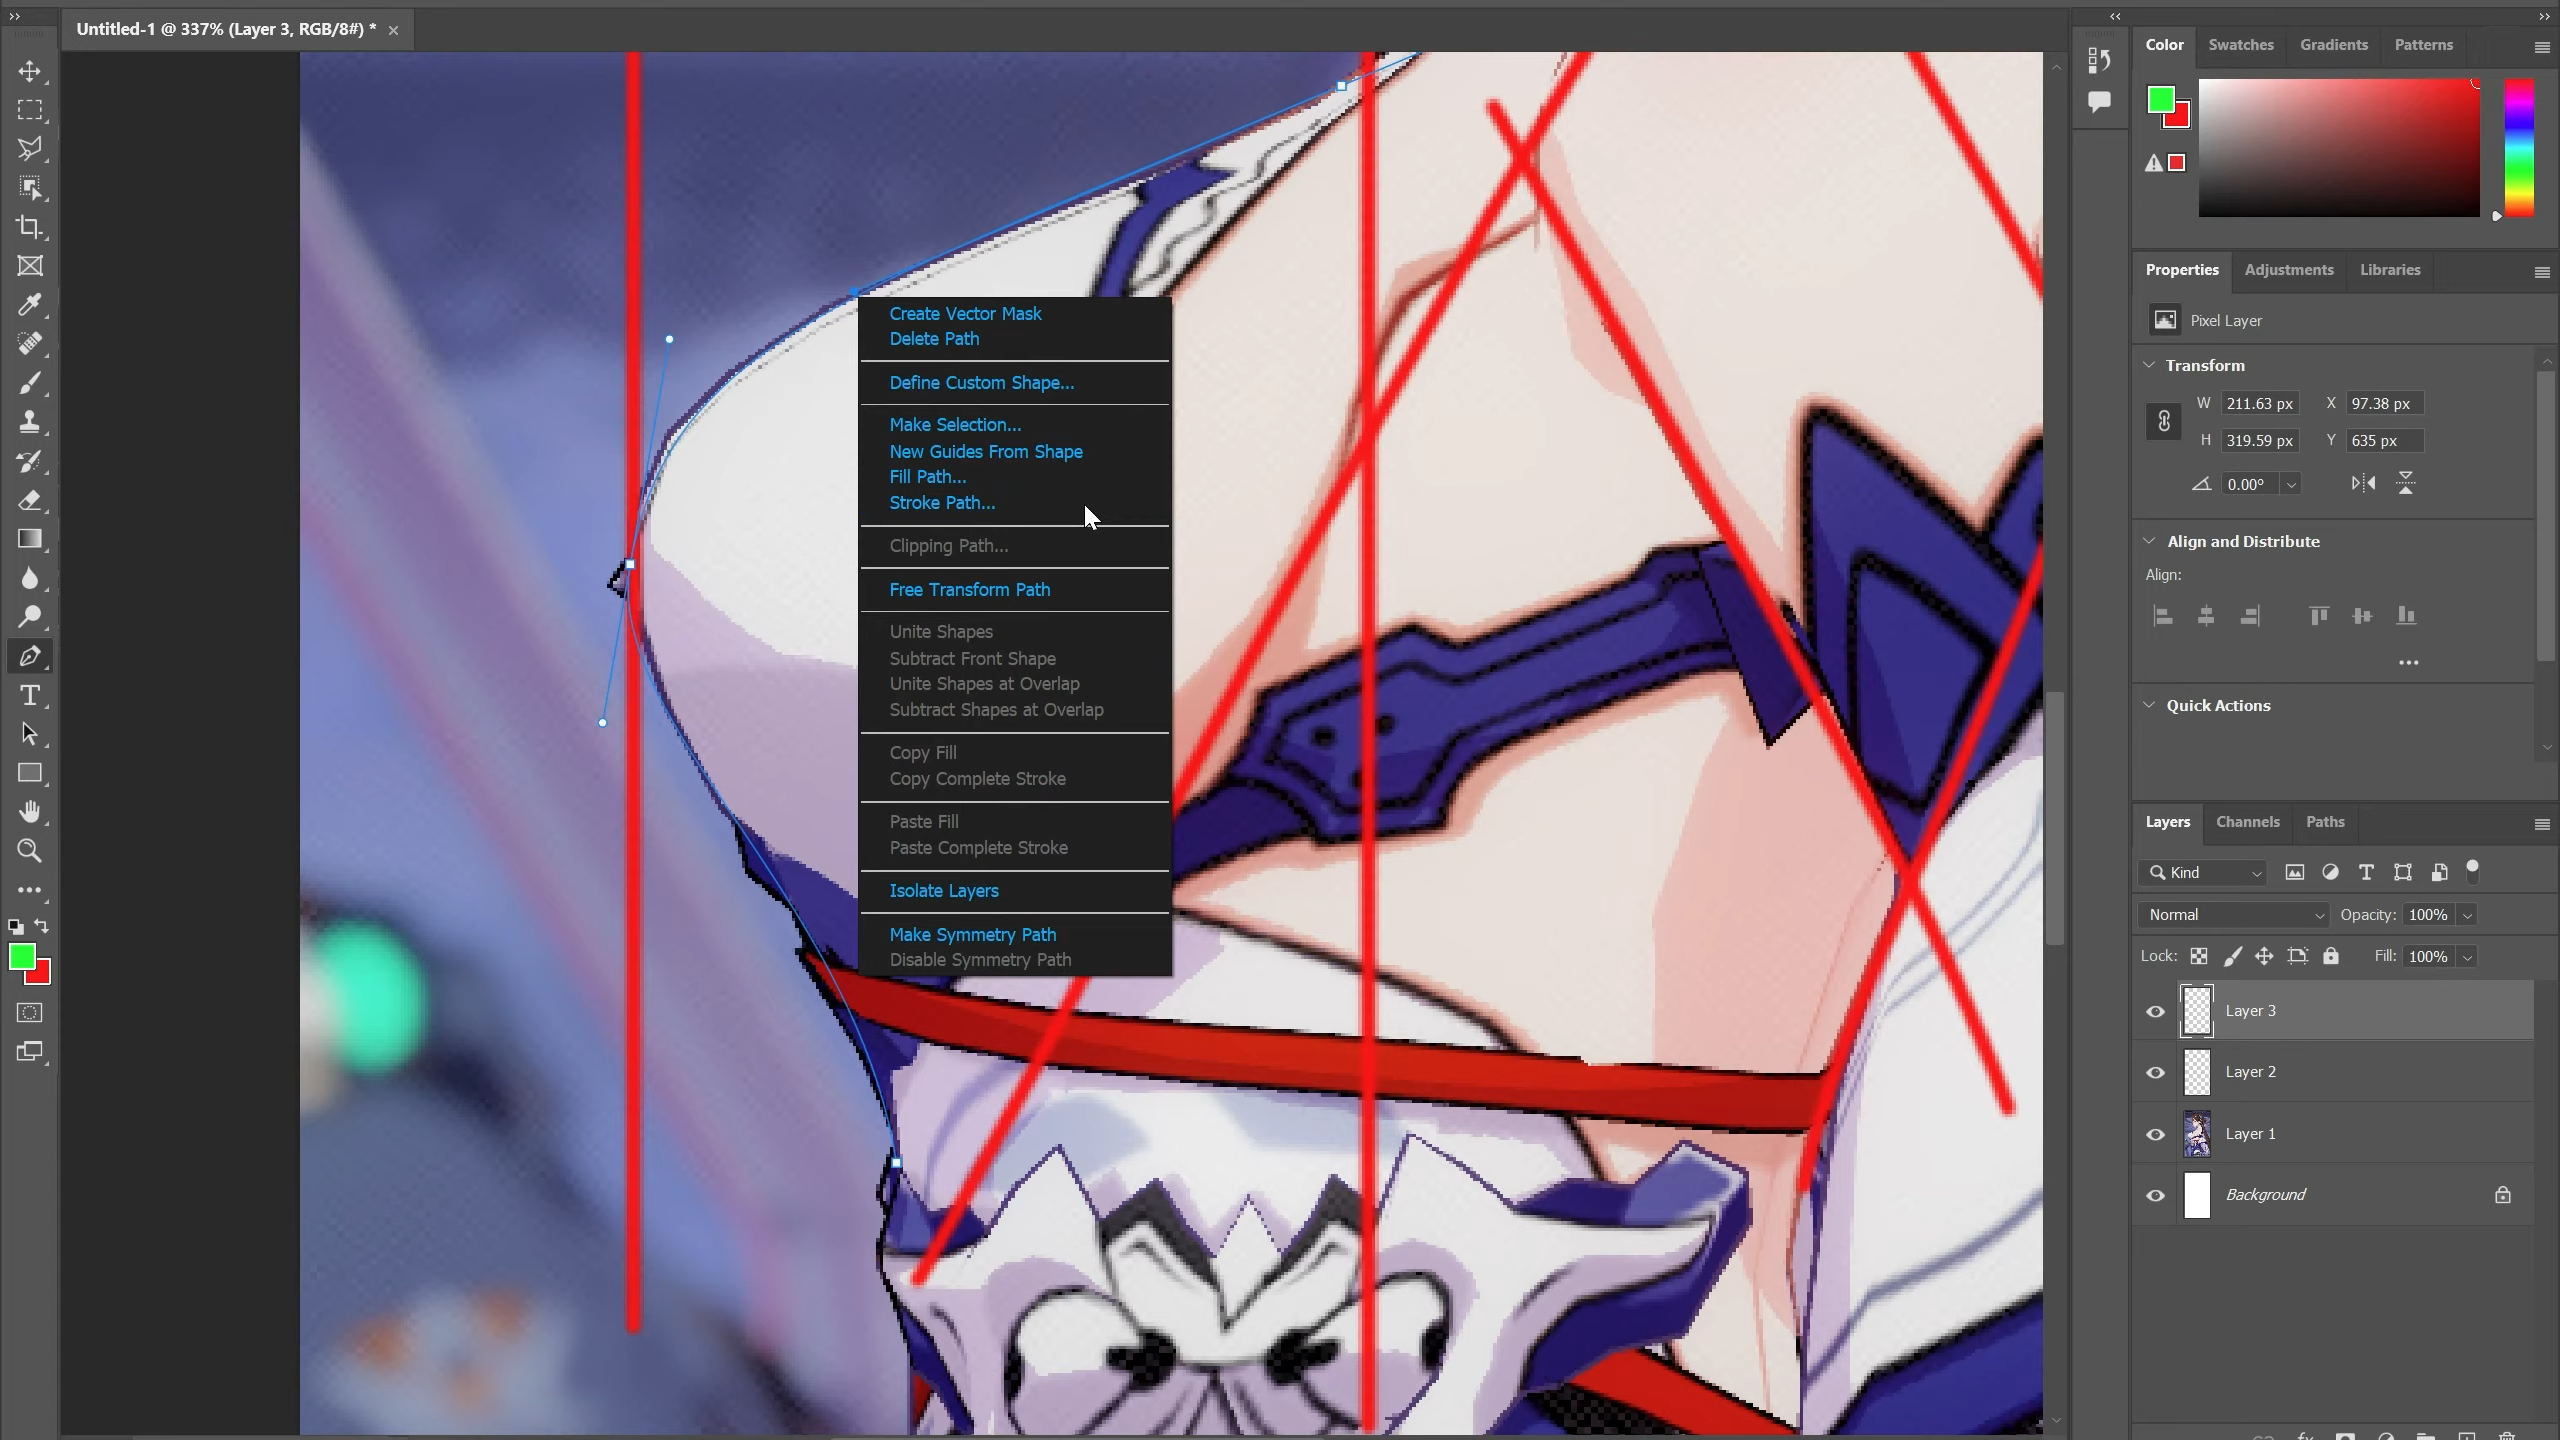 Untitled-1 @ 337% (Layer 3, RGB/8#) *
Color Swatches Gradients Patterns
Properties Adjustments Libraries
Pixel Layer
Transform
W 211.63 px X 97.38 px
H 319.59 px Y 635 px
0.00°
Align and Distribute
Align:
Quick Actions
Layers Channels Paths
Kind
Normal Opacity: 100%
Lock: Fill: 100%
Layer 3
Layer 2
Layer 1
Background
Create Vector Mask
Delete Path
Define Custom Shape...
Make Selection...
New Guides From Shape
Fill Path...
Stroke Path...
Clipping Path...
Free Transform Path
Unite Shapes
Subtract Front Shape
Unite Shapes at Overlap
Subtract Shapes at Overlap
Copy Fill
Copy Complete Stroke
Paste Fill
Paste Complete Stroke
Isolate Layers
Make Symmetry Path
Disable Symmetry Path